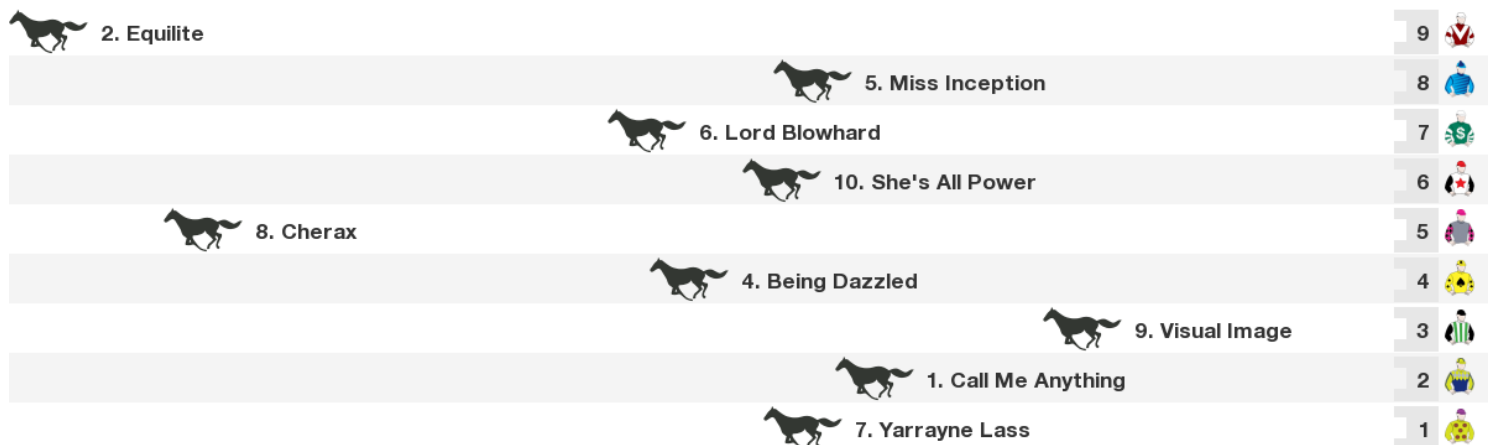 2. Equilite 9
5. Miss Inception 8
6. Lord Blowhard 7
$
10. She's All Power 6
8. Cherax 5
4. Being Dazzled 4
9. Visual Image 3
1. Call Me Anything 2
7. Yarrayne Lass 1